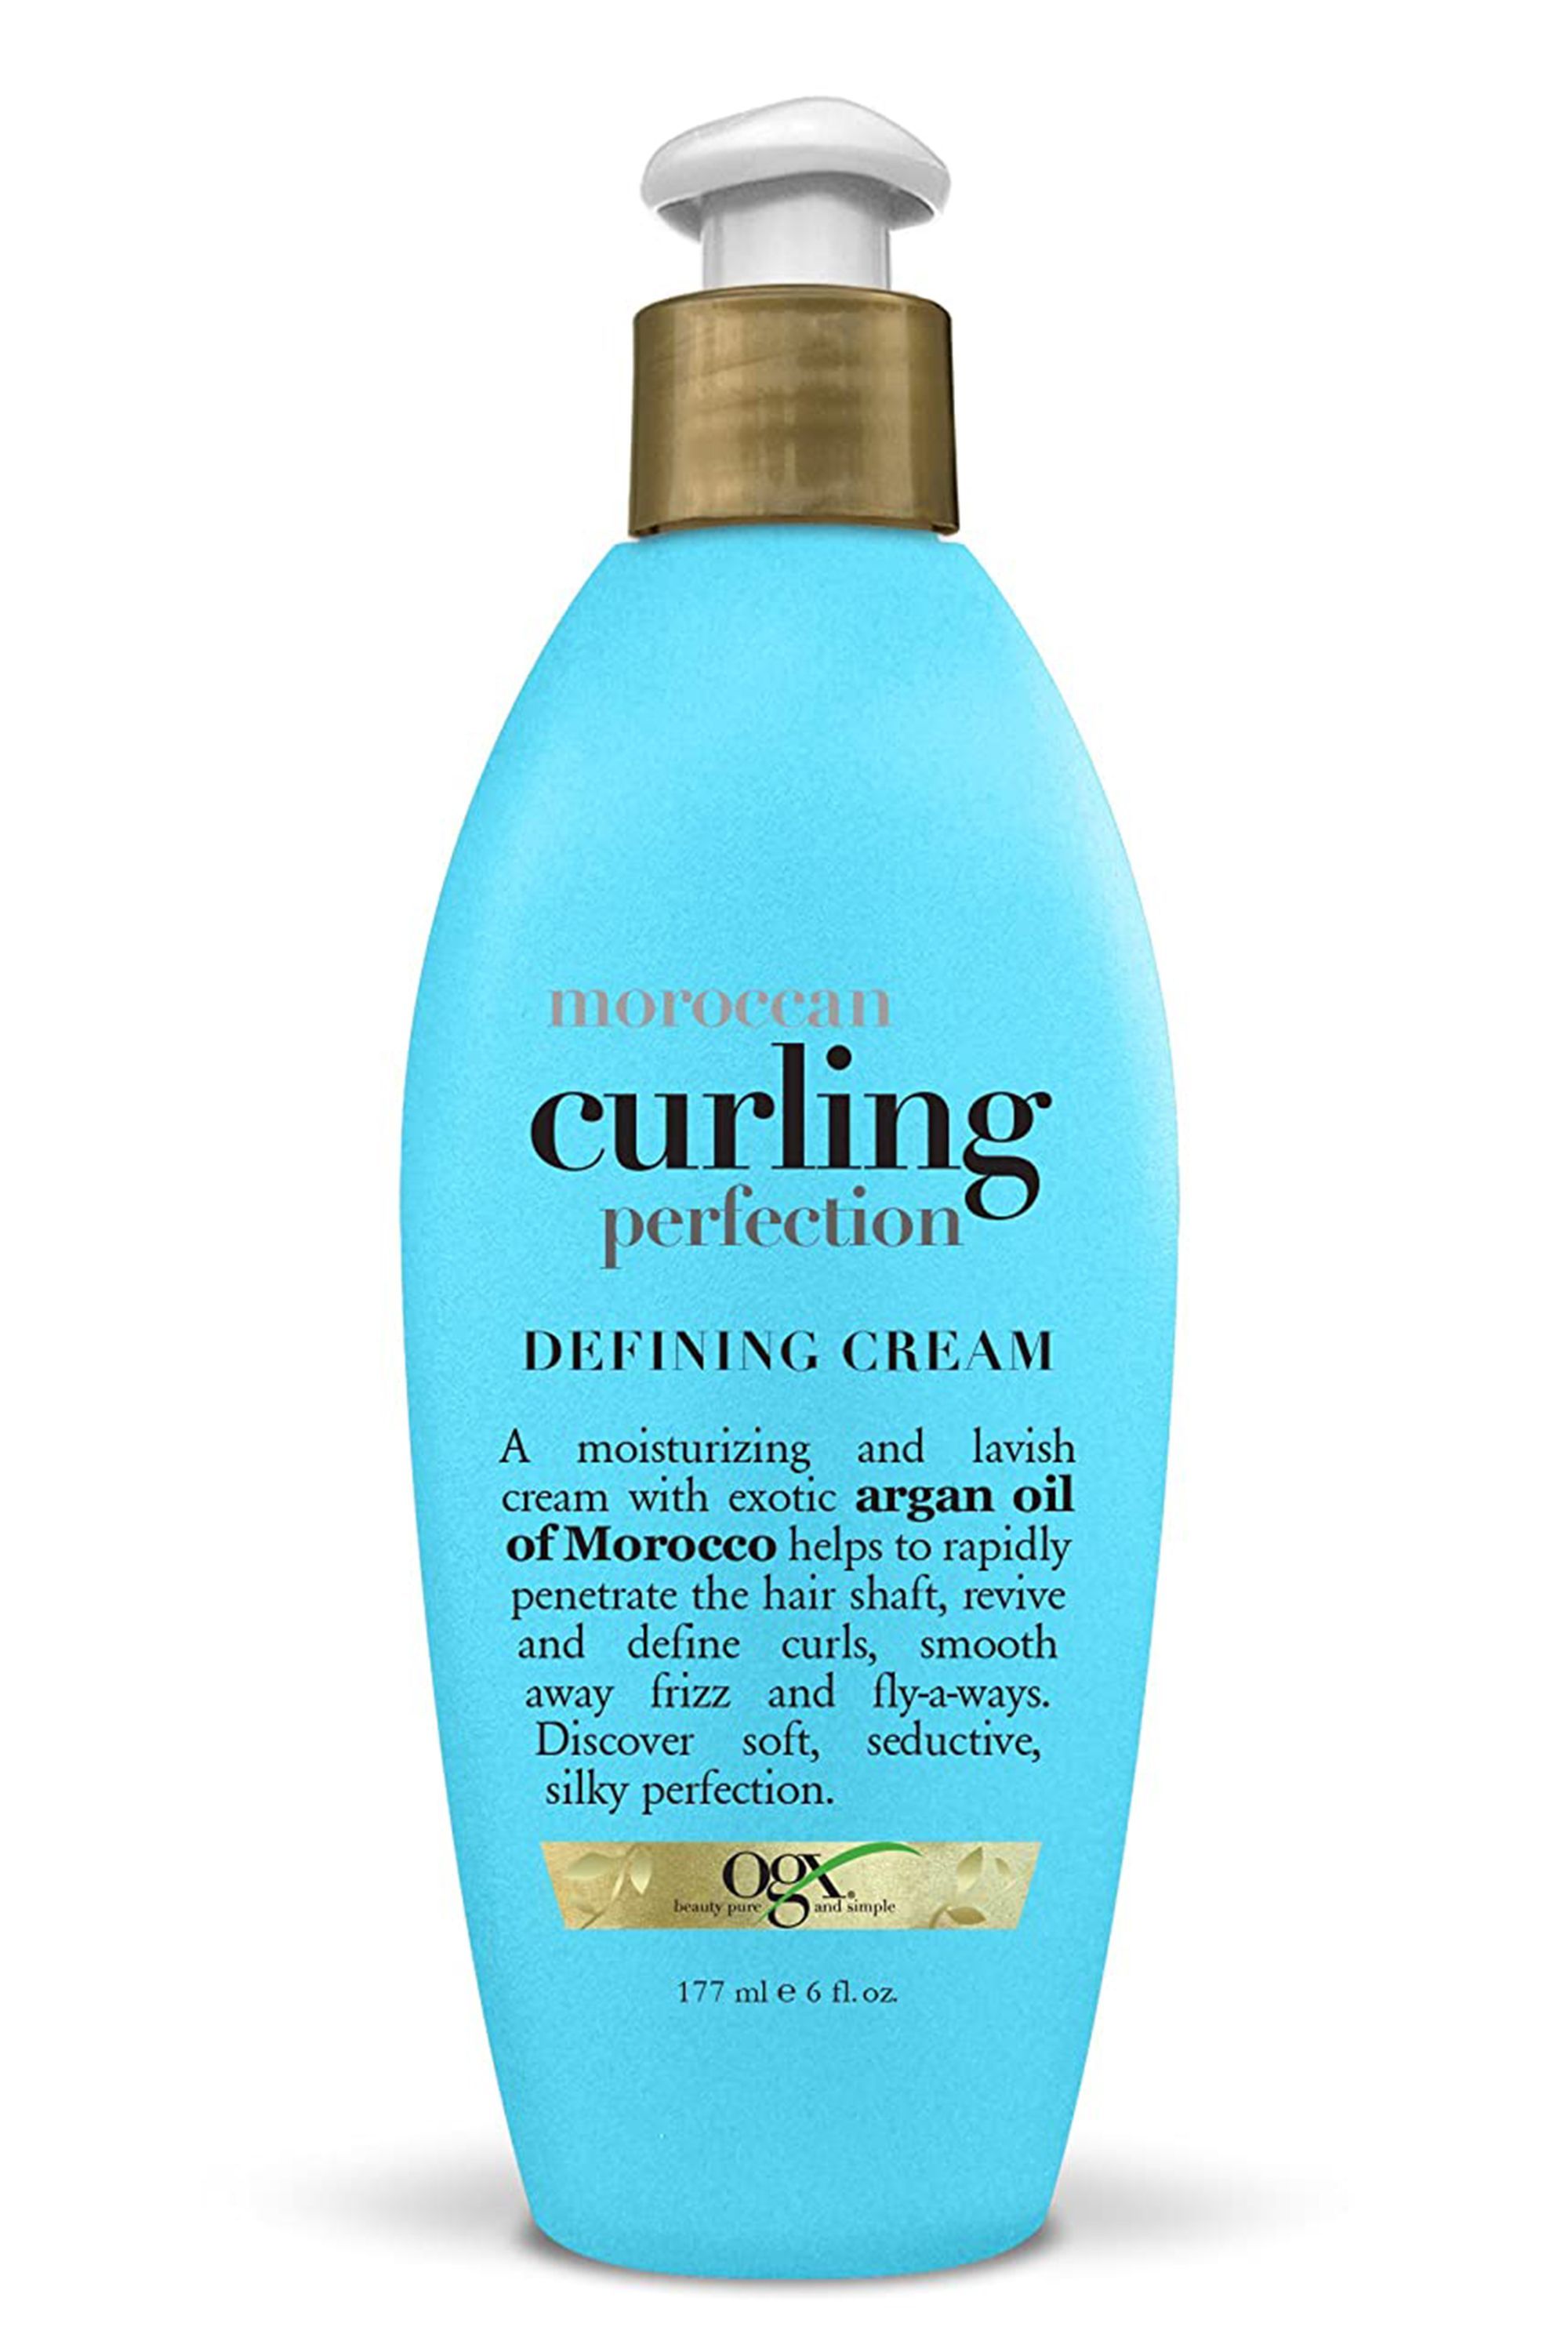 moroccan
curling
perfection
DEFINING CREAM
A moisturizing and lavish
cream with exotic argan oil
of Morocco helps to rapidly
penetrate the hair shaft, revive
and define curls, smooth
away frizz and fly-a-ways.
Discover soft, seductive,
silky perfection.
ogx®
beauty pure and simple
177 ml e 6 fl. oz.